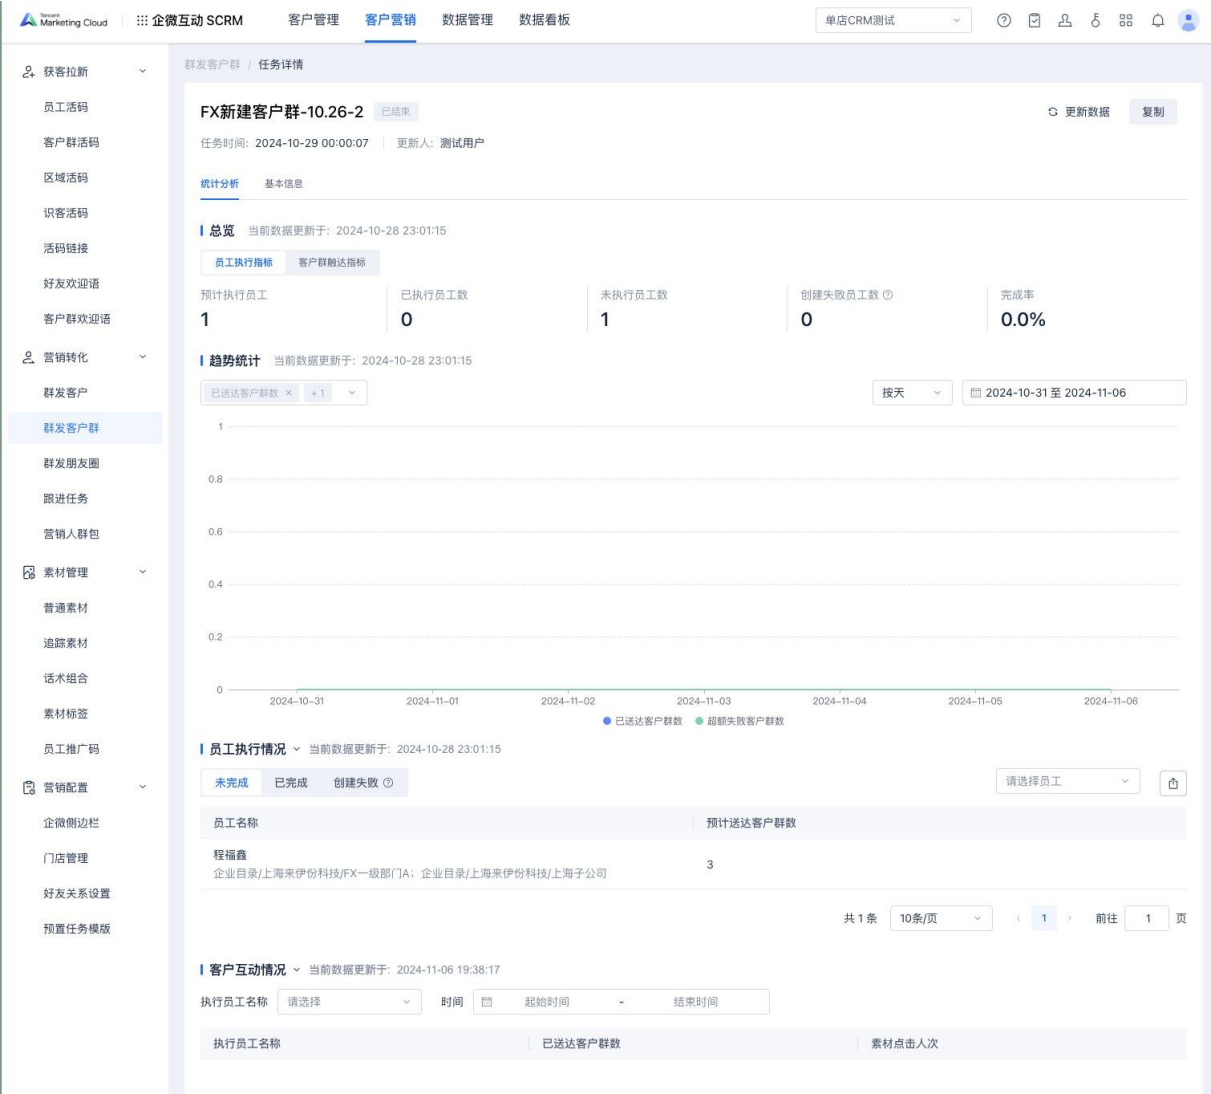 Tencent
Marketing Cloud
企微互动 SCRM
客户管理
客户营销
数据管理
数据看板
单店CRM测试
获客拉新
员工活码
客户群活码
区域活码
识客活码
活码链接
好友欢迎语
客户群欢迎语
营销转化
群发客户
群发客户群
群发朋友圈
跟进任务
营销人群包
素材管理
普通素材
追踪素材
话术组合
素材标签
员工推广码
营销配置
企微侧边栏
门店管理
好友关系设置
预置任务模版
群发客户群 / 任务详情
FX新建客户群-10.26-2 已结束
更新数据 复制
任务时间: 2024-10-29 00:00:07 更新人: 测试用户
统计分析 基本信息
总览 当前数据更新于: 2024-10-28 23:01:15
员工执行指标 客户群触达指标
预计执行员工 已执行员工数 未执行员工数 创建失败员工数 完成率
1 0 1 0 0.0%
趋势统计 当前数据更新于: 2024-10-28 23:01:15
已送达客户群数 × +1 按天 2024-10-31 至 2024-11-06
1
0.8
0.6
0.4
0.2
0
2024-10-31 2024-11-01 2024-11-02 2024-11-03 2024-11-04 2024-11-05 2024-11-06
已送达客户群数 超额失败客户群数
员工执行情况 当前数据更新于: 2024-10-28 23:01:15
未完成 已完成 创建失败 请选择员工
员工名称 预计送达客户群数
程福鑫
企业目录/上海来伊份科技/FX一级部门A；企业目录/上海来伊份科技/上海子公司
3
共 1 条 10条/页 < 1 > 前往 1 页
客户互动情况 当前数据更新于: 2024-11-06 19:38:17
执行员工名称 请选择 时间 起始时间 - 结束时间
执行员工名称 已送达客户群数 素材点击人次